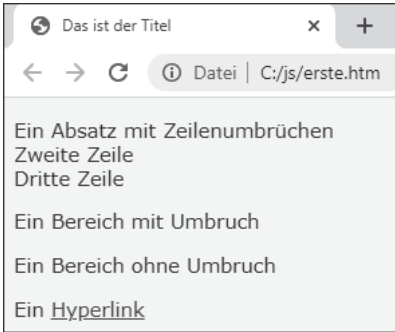 Das ist der Titel
Datei | C:/js/erste.htm
Ein Absatz mit Zeilenumbrüchen
Zweite Zeile
Dritte Zeile
Ein Bereich mit Umbruch
Ein Bereich ohne Umbruch
Ein Hyperlink